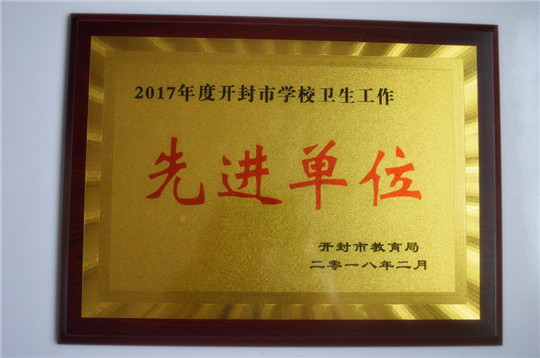 2017年度开封市学校卫生工作
先进单位
开封市教育局
二零一八年二月